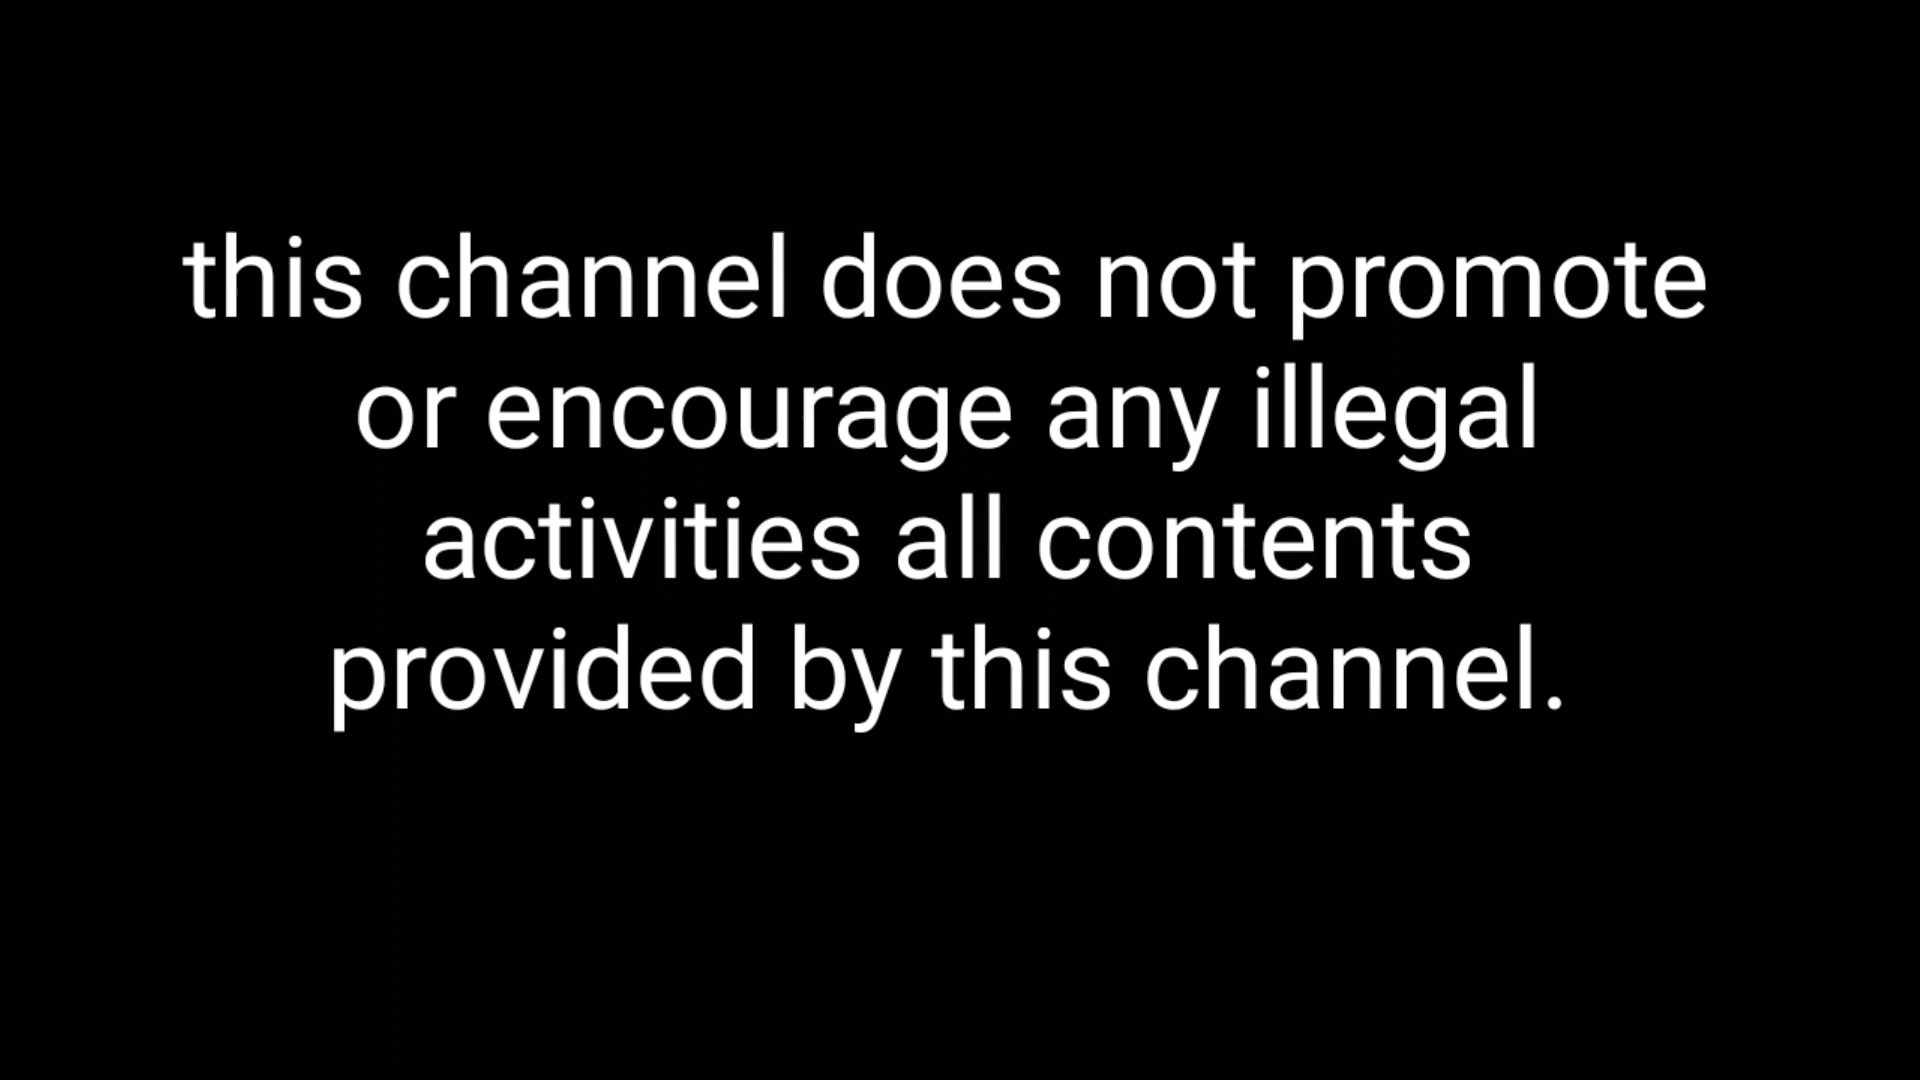 this channel does not promote
or encourage any illegal
activities all contents
provided by this channel.